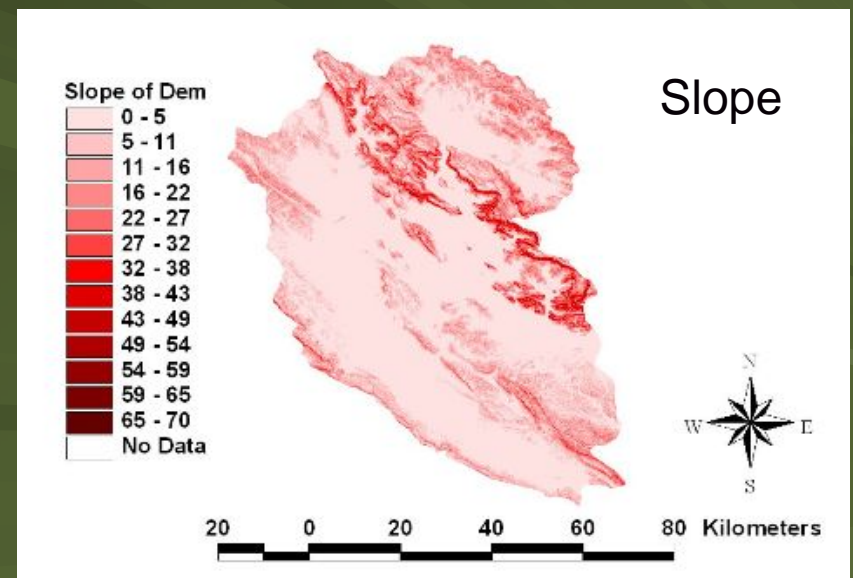 Slope
Slope of Dem
0 - 5
5 - 11
11 - 16
16 - 22
22 - 27
27 - 32
32 - 38
38 - 43
43 - 49
49 - 54
54 - 59
59 - 65
65 - 70
No Data
N
W E
S
20 0 20 40 60 80 Kilometers